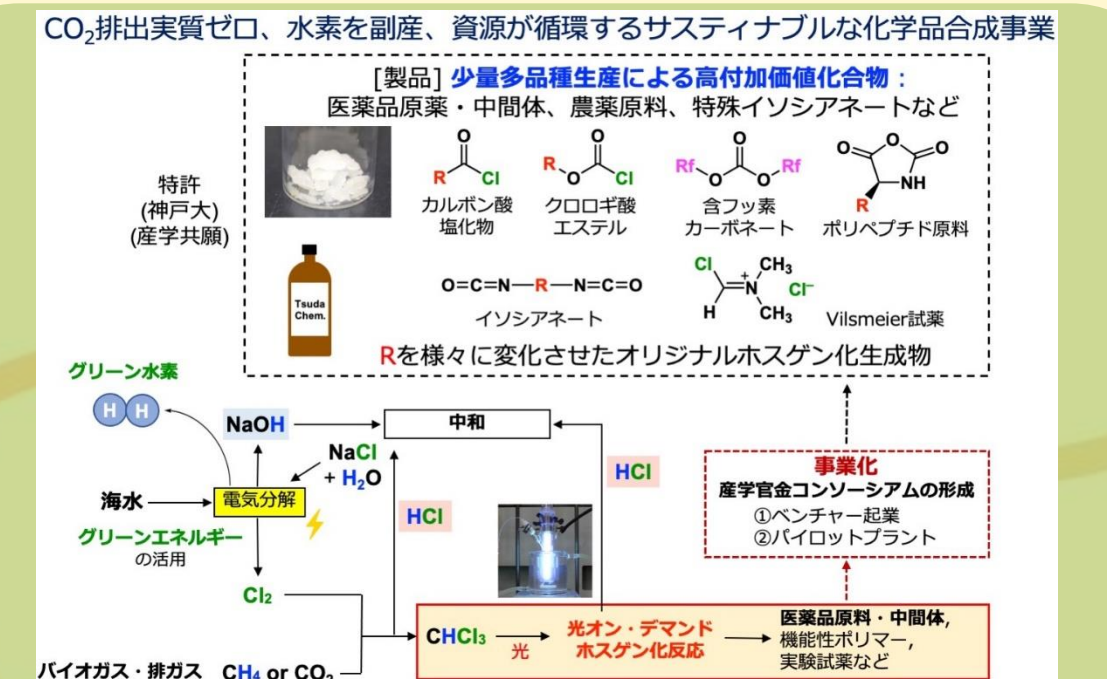 CO₂排出実質ゼロ、水素を副産、資源が循環するサスティナブルな化学品合成事業
[製品] 少量多品種生産による高付加価値化合物：
医薬品原薬・中間体、農薬原料、特殊イソシアネートなど
特許
(神戸大)
(産学共願)
O
R
Cl
カルボン酸
塩化物
O
R
O
Cl
クロロギ酸
エステル
O
Rf
O
O
Rf
含フッ素
カーボネート
O
O
O
NH
R
ポリペプチド原料
Tsuda
Chem.
O=C=N—R—N=C=O
イソシアネート
Cl
CH₃
+
N
Cl⁻
H
CH₃
Vilsmeier試薬
Rを様々に変化させたオリジナルホスゲン化生成物
グリーン水素
H H
NaOH
中和
NaCl
+ H₂O
海水
電気分解
HCl
HCl
グリーンエネルギー
の活用
事業化
産学官金コンソーシアムの形成
①ベンチャー起業
②パイロットプラント
Cl₂
CHCl₃
光
光オン・デマンド
ホスゲン化反応
医薬品原料・中間体,
機能性ポリマー,
実験試薬など
バイオガス・排ガス CH₄ or CO₂